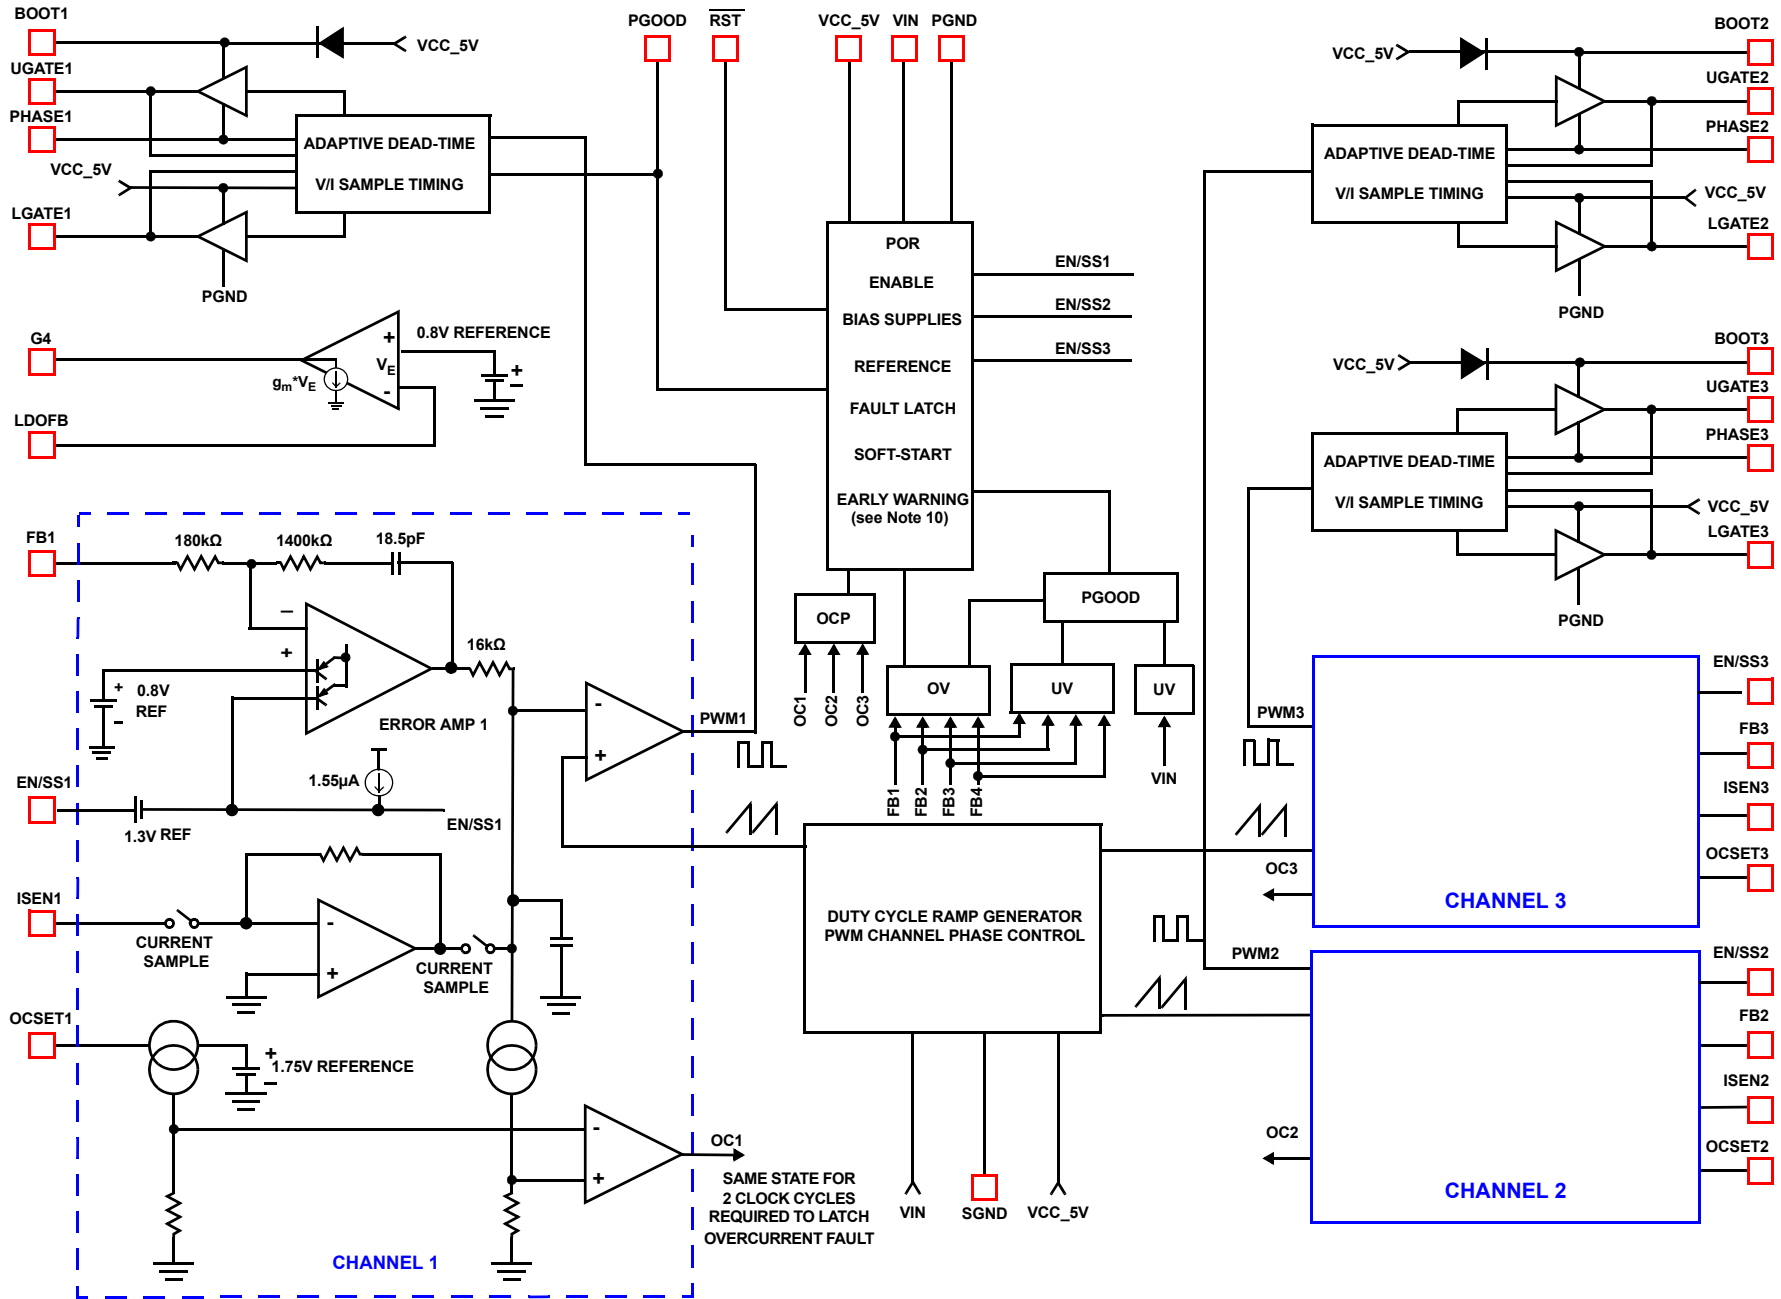 BOOT1
VCC_5V
UGATE1
PHASE1
ADAPTIVE DEAD-TIME
V/I SAMPLE TIMING
VCC_5V
LGATE1
PGND
PGOOD
RST
VCC_5V
VIN
PGND
POR
ENABLE
BIAS SUPPLIES
REFERENCE
FAULT LATCH
SOFT-START
EARLY WARNING
(see Note 10)
EN/SS1
EN/SS2
EN/SS3
VCC_5V
BOOT2
UGATE2
PHASE2
ADAPTIVE DEAD-TIME
V/I SAMPLE TIMING
VCC_5V
LGATE2
PGND
VCC_5V
BOOT3
UGATE3
PHASE3
ADAPTIVE DEAD-TIME
V/I SAMPLE TIMING
VCC_5V
LGATE3
PGND
G4
gm*VE
+
VE
-
0.8V REFERENCE
+
-
LDOFB
FB1
180kΩ
1400kΩ
18.5pF
–
+
16kΩ
+
0.8V
REF
-
ERROR AMP 1
-
+
PWM1
EN/SS1
1.55µA
1.3V REF
EN/SS1
ISEN1
CURRENT
SAMPLE
-
+
CURRENT
SAMPLE
OCSET1
+
1.75V REFERENCE
-
-
+
OC1
SAME STATE FOR
2 CLOCK CYCLES
REQUIRED TO LATCH
OVERCURRENT FAULT
CHANNEL 1
OCP
OC1
OC2
OC3
PGOOD
OV
UV
UV
FB1
FB2
FB3
FB4
VIN
DUTY CYCLE RAMP GENERATOR
PWM CHANNEL PHASE CONTROL
VIN
SGND
VCC_5V
PWM3
OC3
CHANNEL 3
EN/SS3
FB3
ISEN3
OCSET3
PWM2
OC2
CHANNEL 2
EN/SS2
FB2
ISEN2
OCSET2